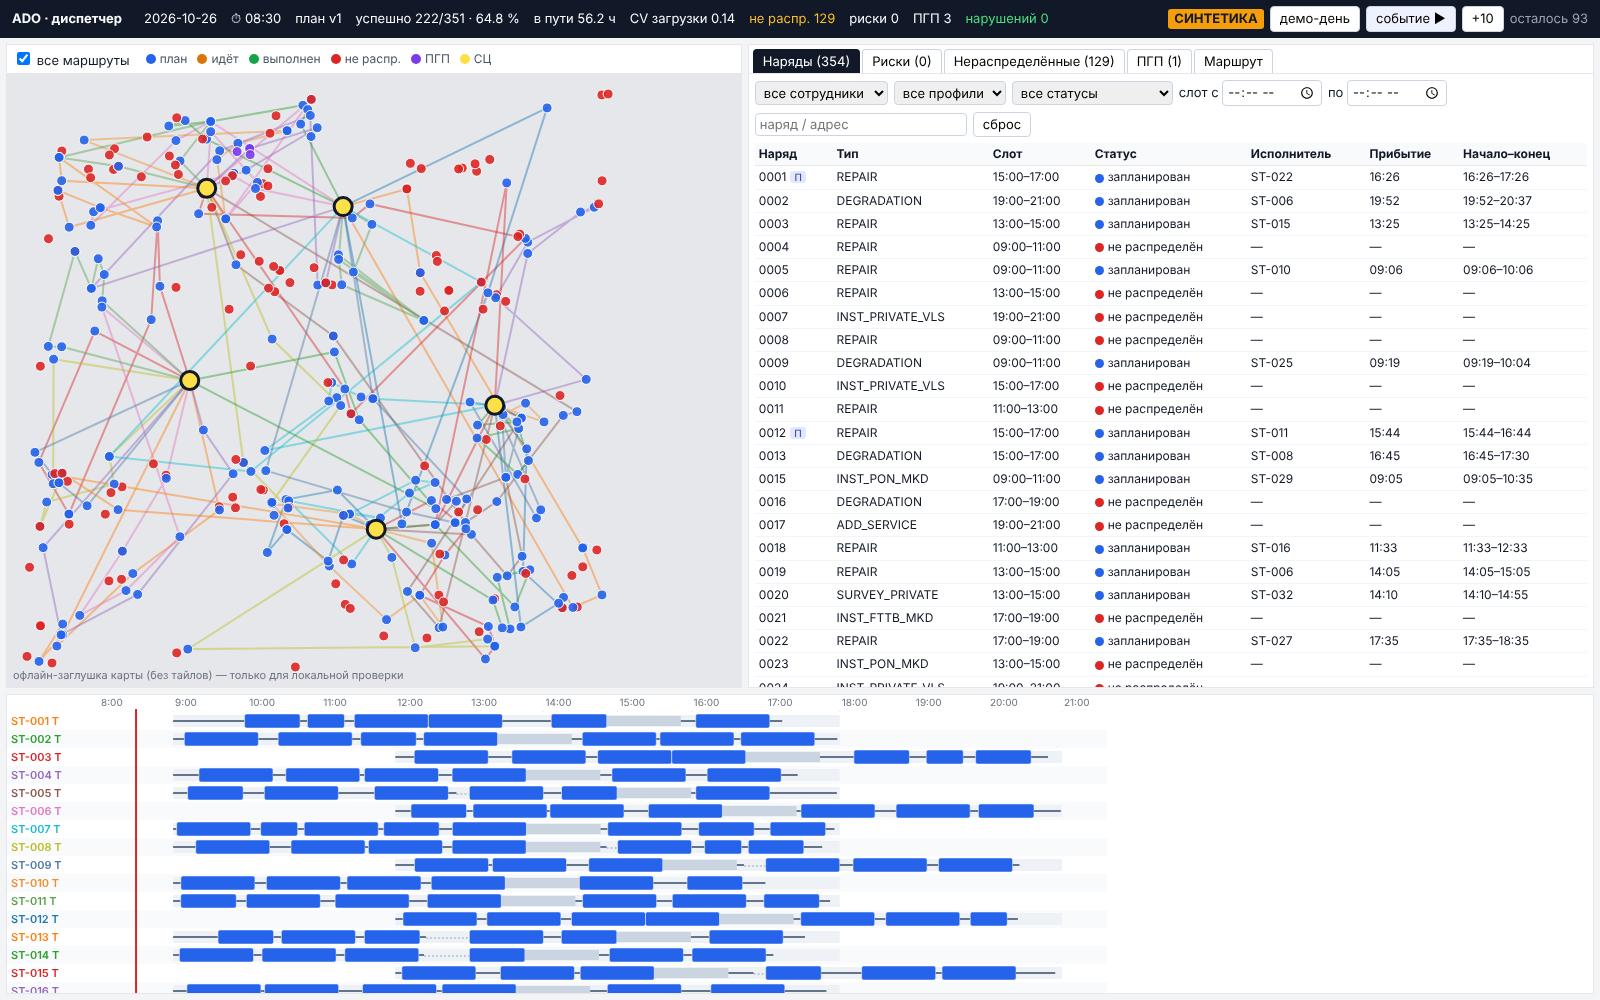 ADO · диспетчер 2026-10-26 ⏱ 08:30 план v1 успешно 222/351 · 64.8 % в пути 56.2 ч CV загрузки 0.14 не распр. 129 риски 0 ПГП 3 нарушений 0 СИНТЕТИКА демо-день событие ▶ +10 осталось 93
все маршруты план идёт выполнен не распр. ПГП СЦ
офлайн-заглушка карты (без тайлов) — только для локальной проверки
Наряды (354) Риски (0) Нераспределённые (129) ПГП (1) Маршрут
все сотрудники все профили все статусы слот с --:-- -- по --:-- --
наряд / адрес сброс
Наряд Тип Слот Статус Исполнитель Прибытие Начало–конец
0001 П REPAIR 15:00–17:00 запланирован ST-022 16:26 16:26–17:26
0002 DEGRADATION 19:00–21:00 запланирован ST-006 19:52 19:52–20:37
0003 REPAIR 13:00–15:00 запланирован ST-015 13:25 13:25–14:25
0004 REPAIR 09:00–11:00 не распределён — — —
0005 REPAIR 09:00–11:00 запланирован ST-010 09:06 09:06–10:06
0006 REPAIR 13:00–15:00 не распределён — — —
0007 INST_PRIVATE_VLS 19:00–21:00 не распределён — — —
0008 REPAIR 09:00–11:00 не распределён — — —
0009 DEGRADATION 09:00–11:00 запланирован ST-025 09:19 09:19–10:04
0010 INST_PRIVATE_VLS 15:00–17:00 не распределён — — —
0011 REPAIR 11:00–13:00 не распределён — — —
0012 П REPAIR 15:00–17:00 запланирован ST-011 15:44 15:44–16:44
0013 DEGRADATION 15:00–17:00 запланирован ST-008 16:45 16:45–17:30
0015 INST_PON_MKD 09:00–11:00 запланирован ST-029 09:05 09:05–10:35
0016 DEGRADATION 17:00–19:00 не распределён — — —
0017 ADD_SERVICE 19:00–21:00 не распределён — — —
0018 REPAIR 11:00–13:00 запланирован ST-016 11:33 11:33–12:33
0019 REPAIR 13:00–15:00 запланирован ST-006 14:05 14:05–15:05
0020 SURVEY_PRIVATE 13:00–15:00 запланирован ST-032 14:10 14:10–14:55
0021 INST_FTTB_MKD 17:00–19:00 не распределён — — —
0022 REPAIR 17:00–19:00 запланирован ST-027 17:35 17:35–18:35
0023 INST_PON_MKD 13:00–15:00 не распределён — — —
0024 INST_PRIVATE_VLS 19:00–21:00 не распределён — — —
8:00 9:00 10:00 11:00 12:00 13:00 14:00 15:00 16:00 17:00 18:00 19:00 20:00 21:00
ST-001 T
ST-002 T
ST-003 T
ST-004 T
ST-005 T
ST-006 T
ST-007 T
ST-008 T
ST-009 T
ST-010 T
ST-011 T
ST-012 T
ST-013 T
ST-014 T
ST-015 T
ST-016 T